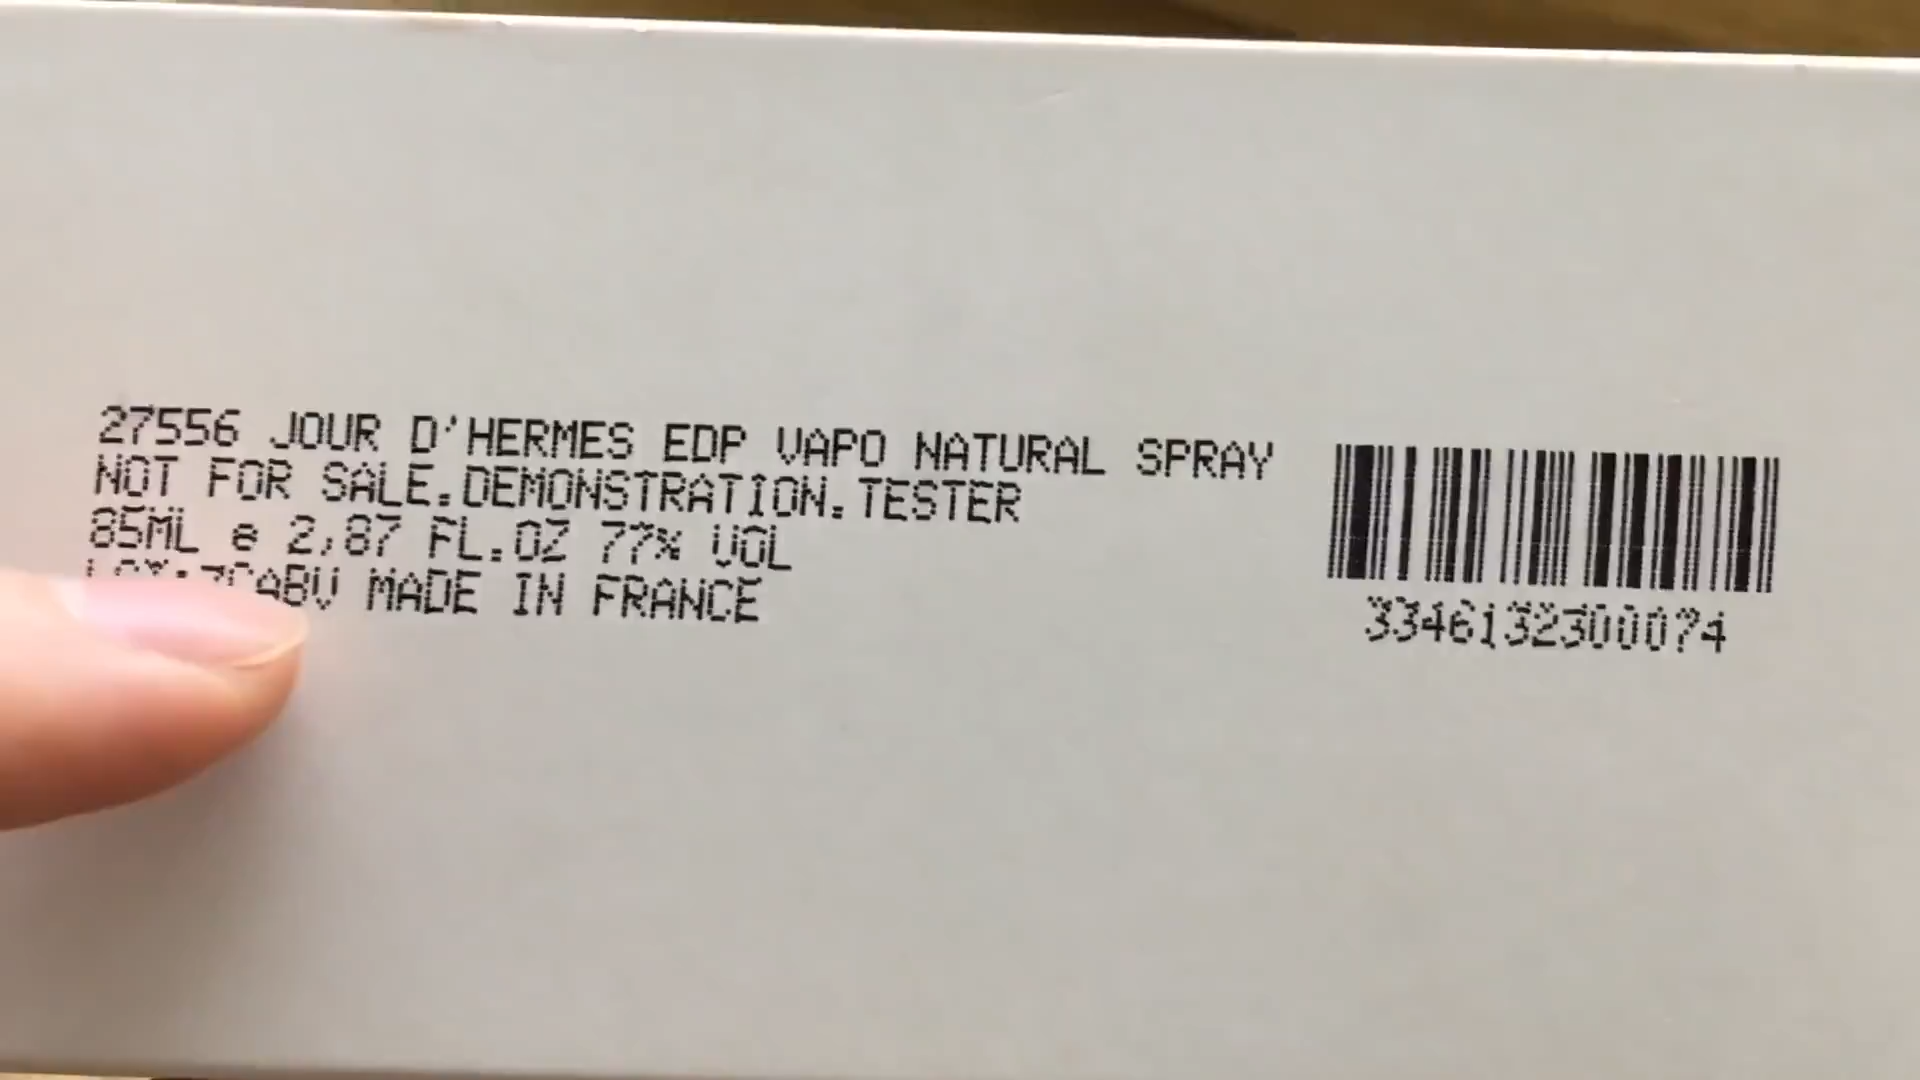 27556 JOUR D'HERMES EDP VAPO NATURAL SPRAY
NOT FOR SALE.DEMONSTRATION.TESTER
85ML e 2,87 FL.OZ 77% VOL
MADE IN FRANCE
3346132300074